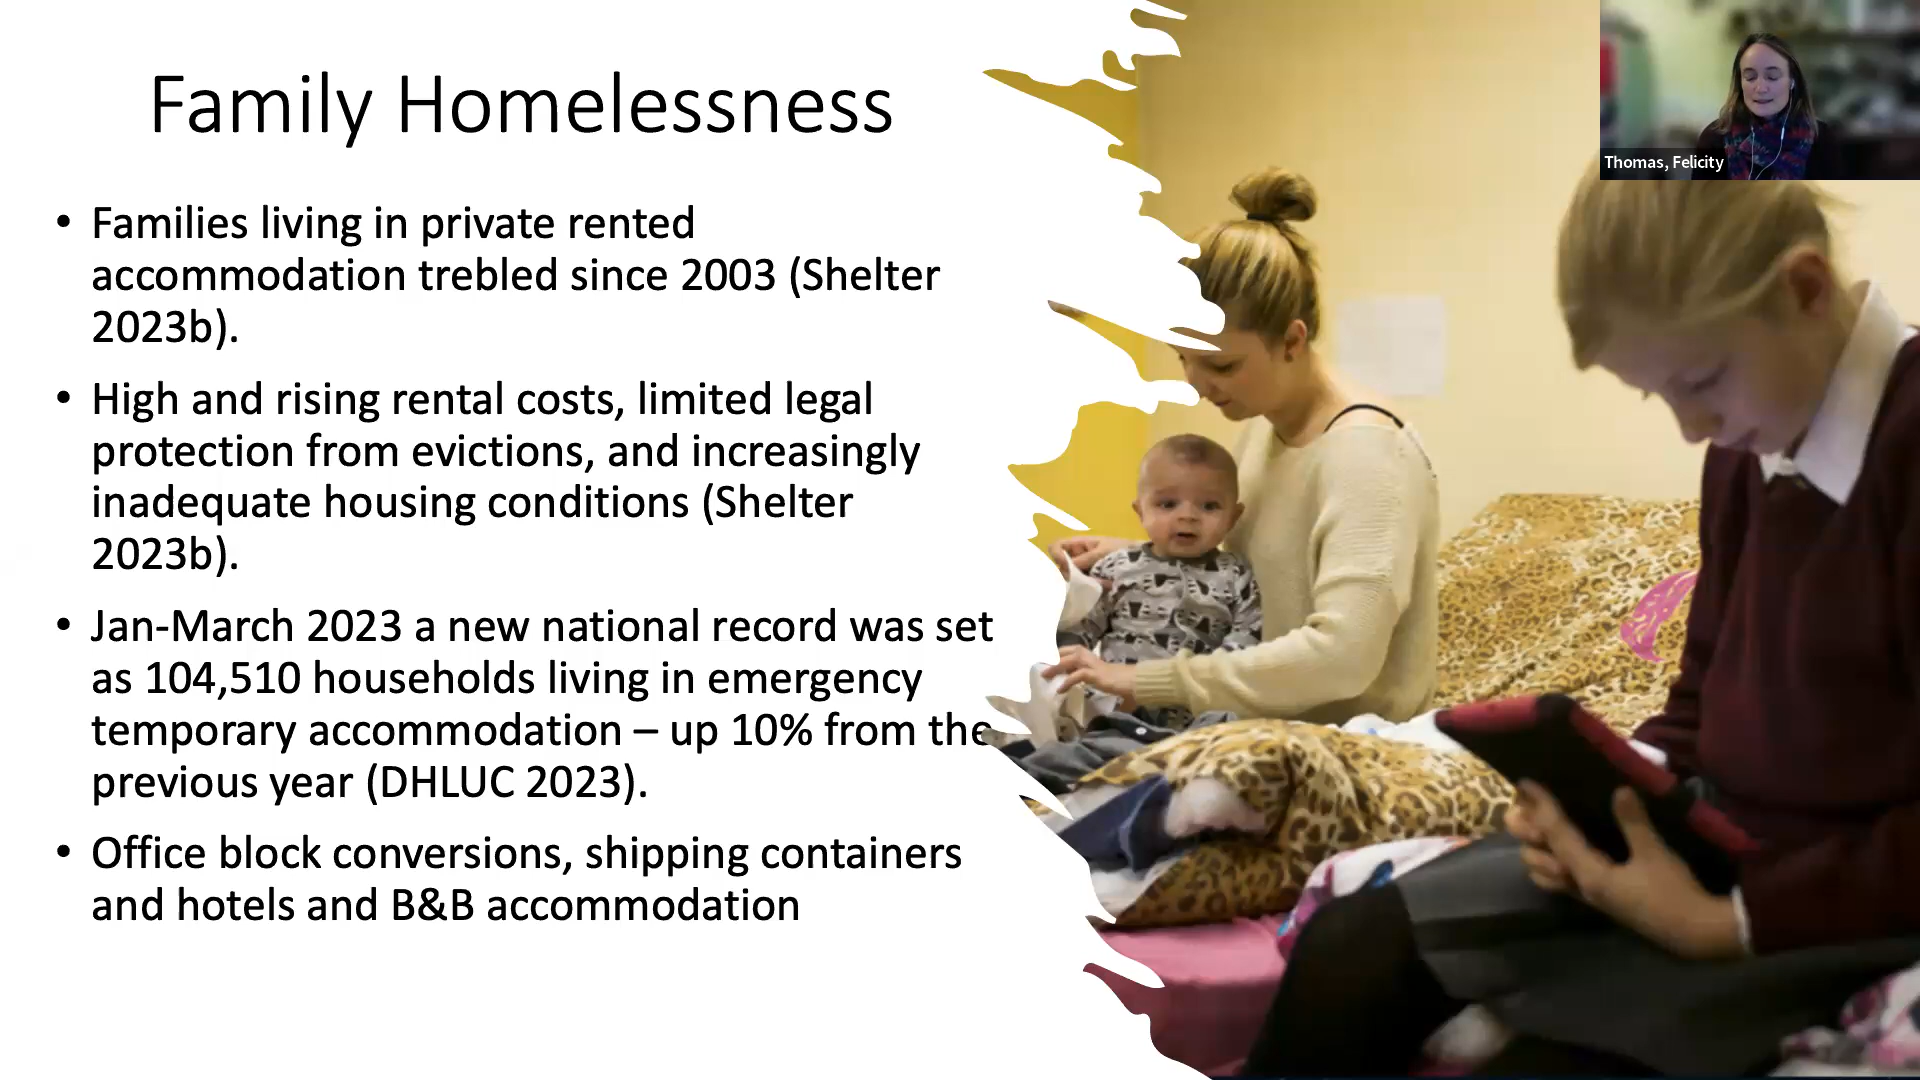 Family Homelessness
• Families living in private rented
accommodation trebled since 2003 (Shelter
2023b).
• High and rising rental costs, limited legal
protection from evictions, and increasingly
inadequate housing conditions (Shelter
2023b).
• Jan-March 2023 a new national record was set
as 104,510 households living in emergency
temporary accommodation – up 10% from the
previous year (DHLUC 2023).
• Office block conversions, shipping containers
and hotels and B&B accommodation
Thomas, Felicity